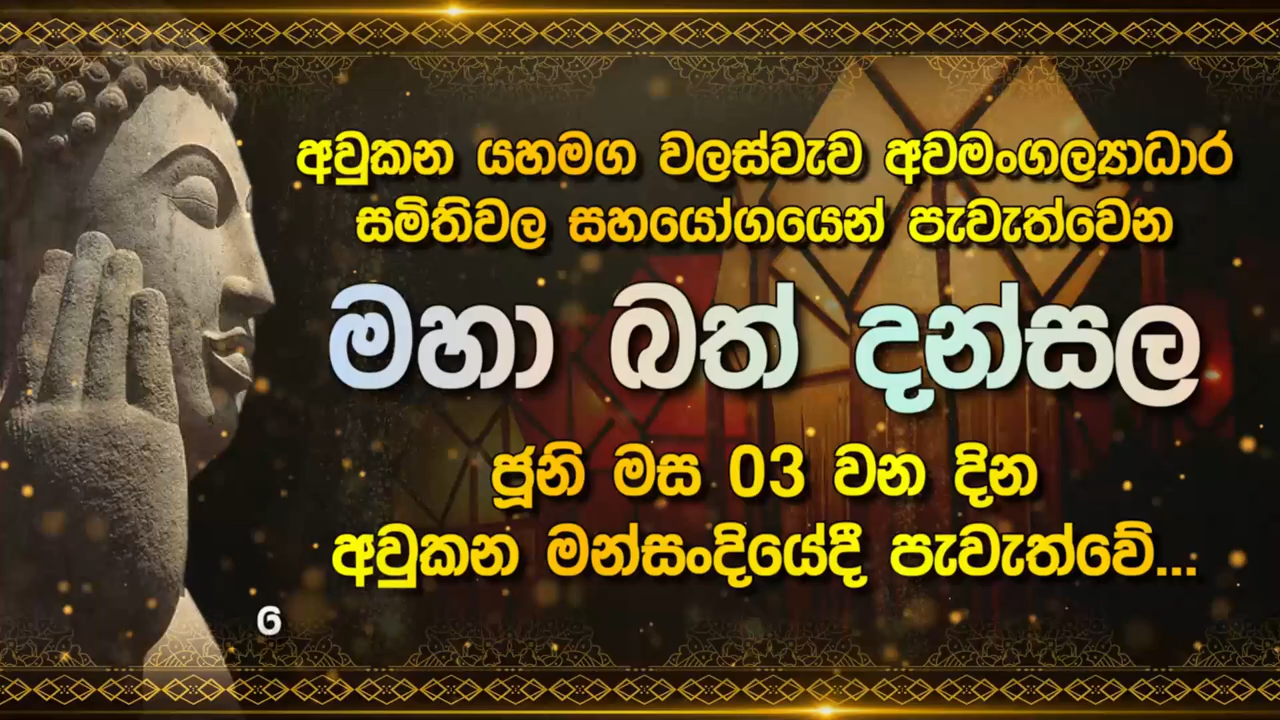 අවුකන යහමග වලස්වැව අවමංගල්‍යාධාර
සමිතිවල සහයෝගයෙන් පැවැත්වෙන
මහා බත් දන්සල
ජූනි මස 03 වන දින
අවුකන මන්සංදියේදී පැවැත්වේ...
6